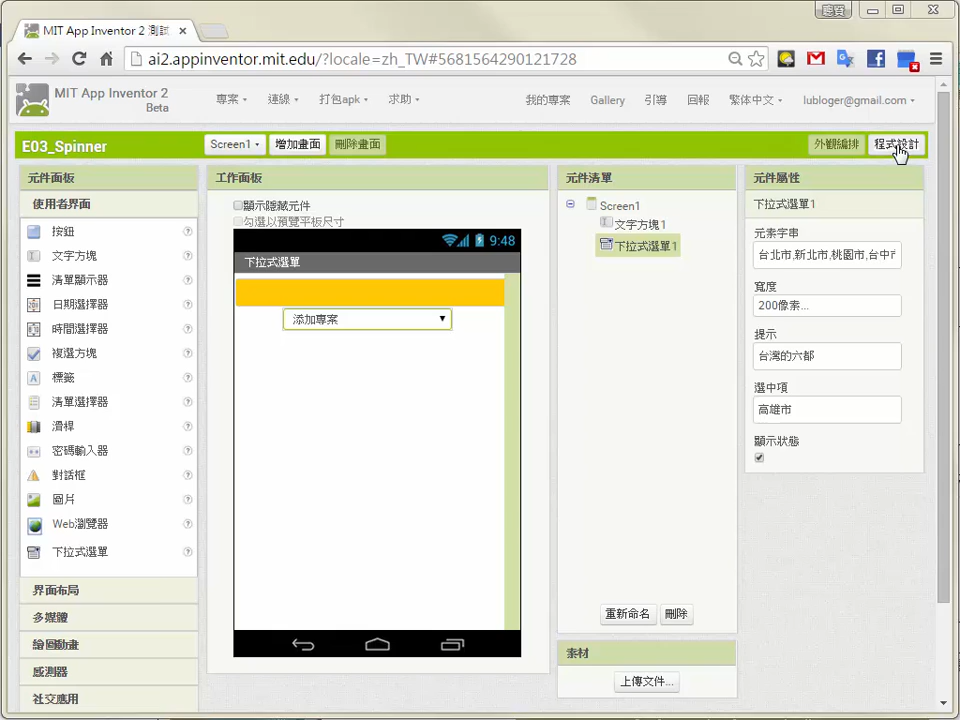 臺員
MIT App Inventor 2 測試
ai2.appinventor.mit.edu/?locale=zh_TW#5681564290121728
MIT App Inventor 2
Beta
專案
連線
打包apk
求助
我的專案
Gallery
引導
回報
繁体中文
lubloger@gmail.com
E03_Spinner
Screen1
增加畫面
刪除畫面
外觀編排
程式設計
元件面板
工作面板
元件清單
元件屬性
使用者界面
按鈕
文字方塊
清單顯示器
日期選擇器
時間選擇器
複選方塊
標籤
清單選擇器
滑桿
密碼輸入器
對話框
圖片
Web瀏覽器
下拉式選單
界面布局
多媒體
繪圖動畫
感測器
社交應用
顯示隱藏元件
勾選以預覽平板尺寸
9:48
下拉式選單
添加專案
Screen1
文字方塊1
下拉式選單1
重新命名
刪除
素材
上傳文件...
下拉式選單1
元素字串
台北市,新北市,桃園市,台中市
寬度
200像素...
提示
台灣的六都
選中項
高雄市
顯示狀態